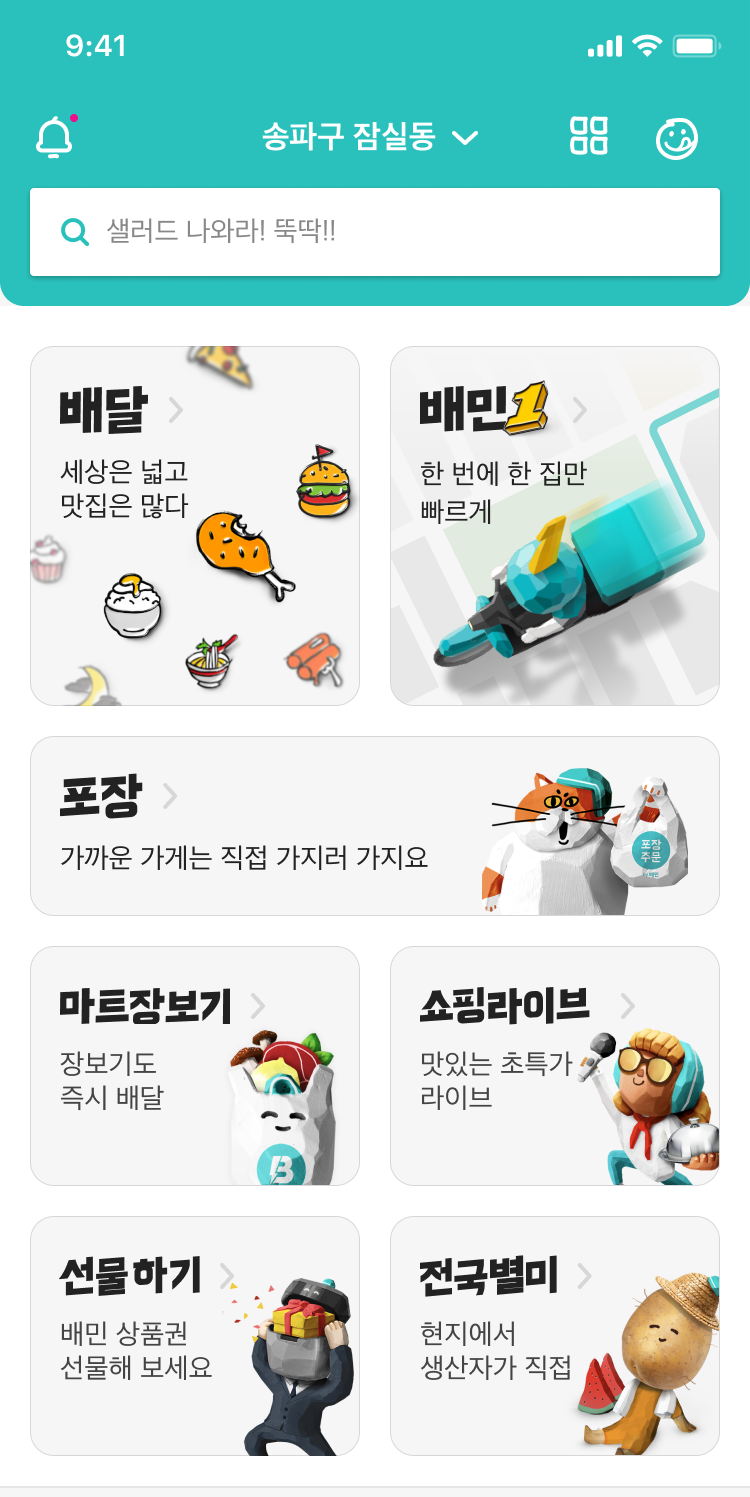 9:41
송파구 잠실동
샐러드 나와라! 뚝딱!!
배달
세상은 넓고
맛집은 많다
배민1
한 번에 한 집만
빠르게
포장
가까운 가게는 직접 가지러 가지요
포장
주문
마트장보기
장보기도
즉시 배달
B
쇼핑라이브
맛있는 초특가
라이브
선물하기
배민 상품권
선물해 보세요
전국별미
현지에서
생산자가 직접